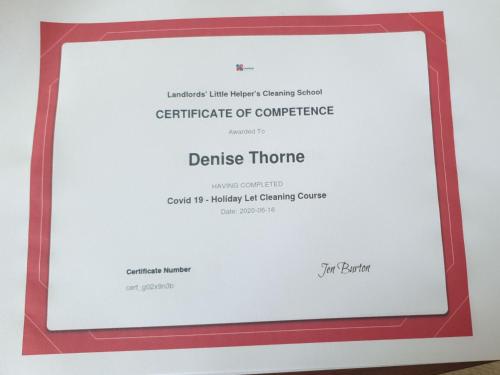 Landlords' Little Helper's Cleaning School
CERTIFICATE OF COMPETENCE
Awarded To
Denise Thorne
HAVING COMPLETED
Covid 19 - Holiday Let Cleaning Course
Date: 2020-06-16
Certificate Number
cert_g02x9n3b
Jen Burton